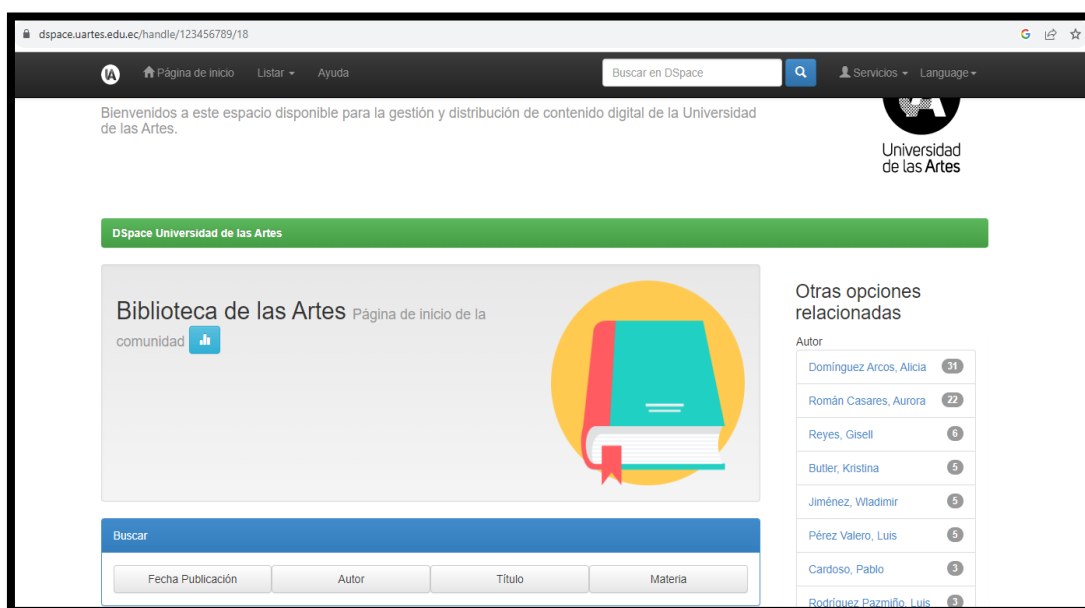 dspace.uartes.edu.ec/handle/123456789/18
Página de inicio Listar Ayuda Buscar en DSpace Servicios Language
Bienvenidos a este espacio disponible para la gestión y distribución de contenido digital de la Universidad
de las Artes.
Universidad
de las Artes
DSpace Universidad de las Artes
Biblioteca de las Artes Página de inicio de la
comunidad
Buscar
Fecha Publicación Autor Título Materia
Otras opciones
relacionadas
Autor
Domínguez Arcos, Alicia 31
Román Casares, Aurora 22
Reyes, Gisell 6
Butler, Kristina 5
Jiménez, Wladimir 5
Pérez Valero, Luis 5
Cardoso, Pablo 3
Rodríguez Pazmiño, Luis 3